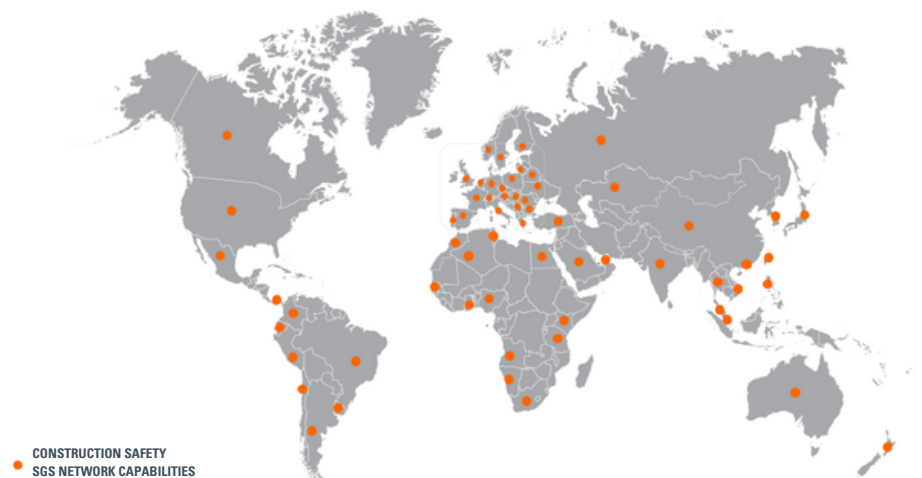 CONSTRUCTION SAFETY
SGS NETWORK CAPABILITIES